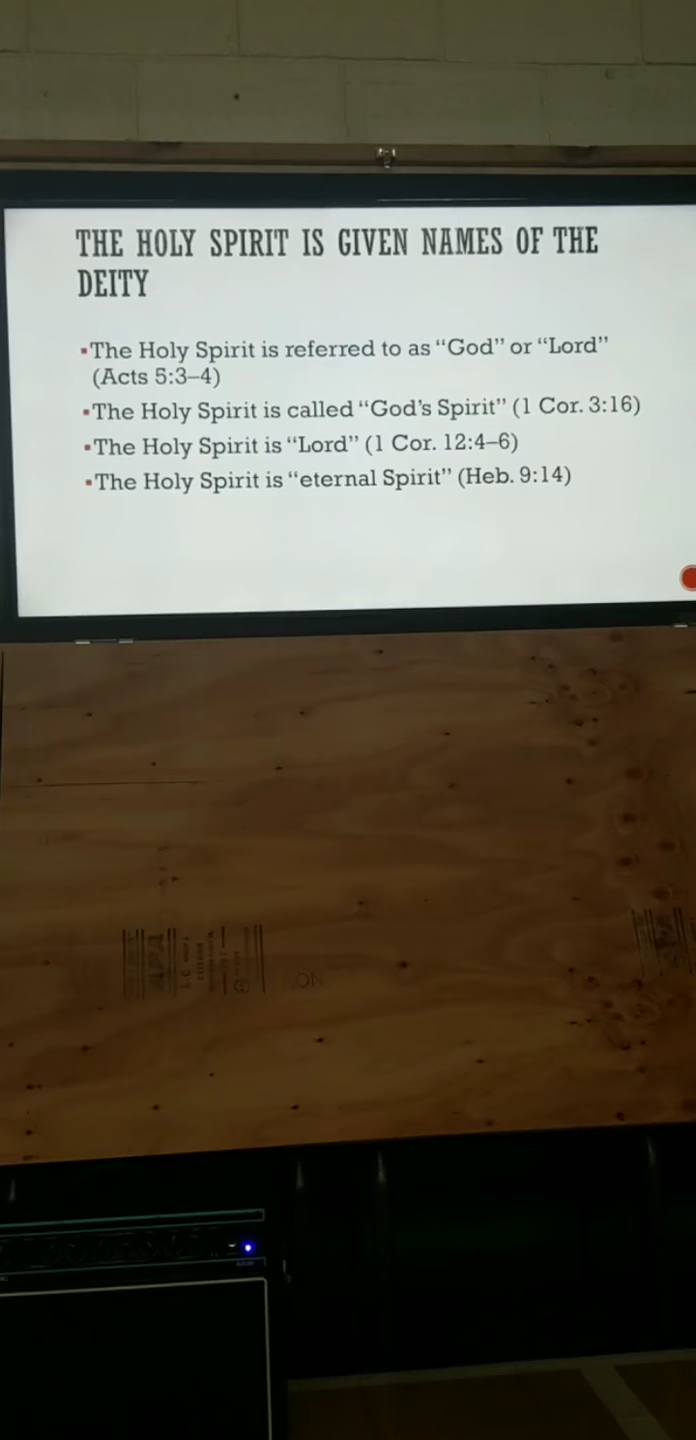 THE HOLY SPIRIT IS GIVEN NAMES OF THE
DEITY
▪The Holy Spirit is referred to as “God” or “Lord”
(Acts 5:3–4)
▪The Holy Spirit is called “God’s Spirit” (1 Cor. 3:16)
▪The Holy Spirit is “Lord” (1 Cor. 12:4–6)
▪The Holy Spirit is “eternal Spirit” (Heb. 9:14)
APA
APA